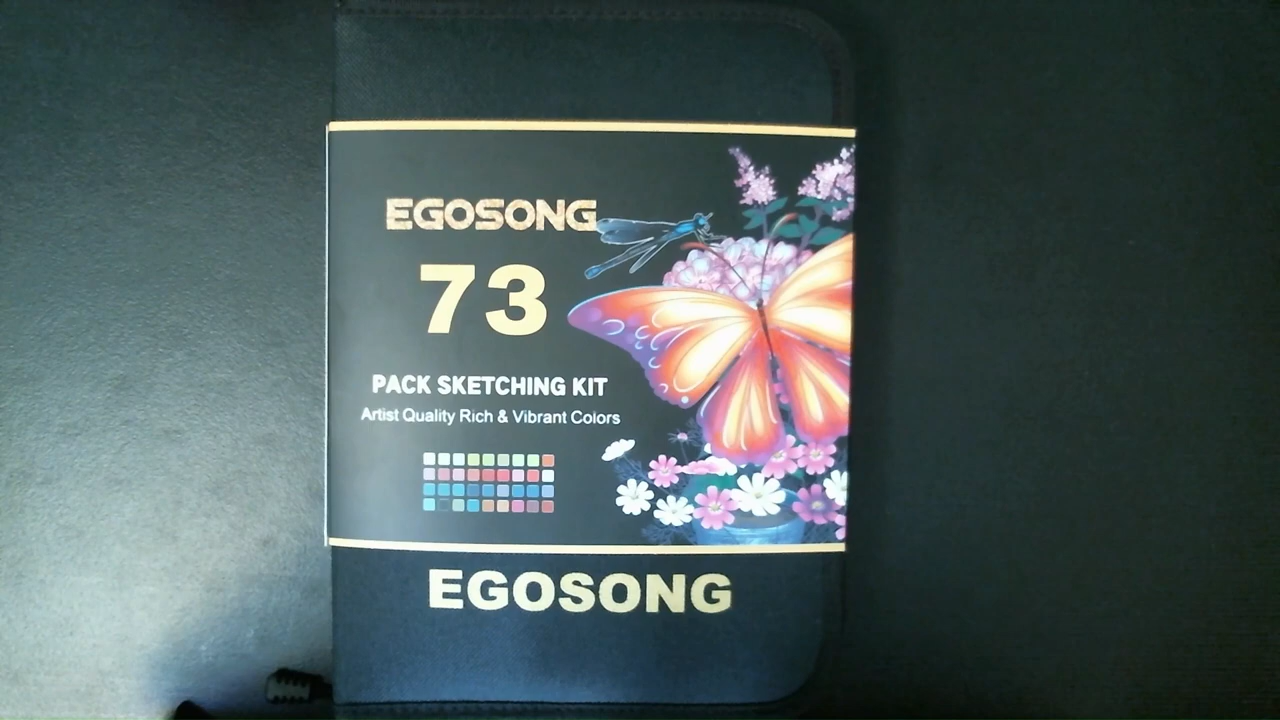 EGOSONG
73
PACK SKETCHING KIT
Artist Quality Rich & Vibrant Colors
EGOSONG